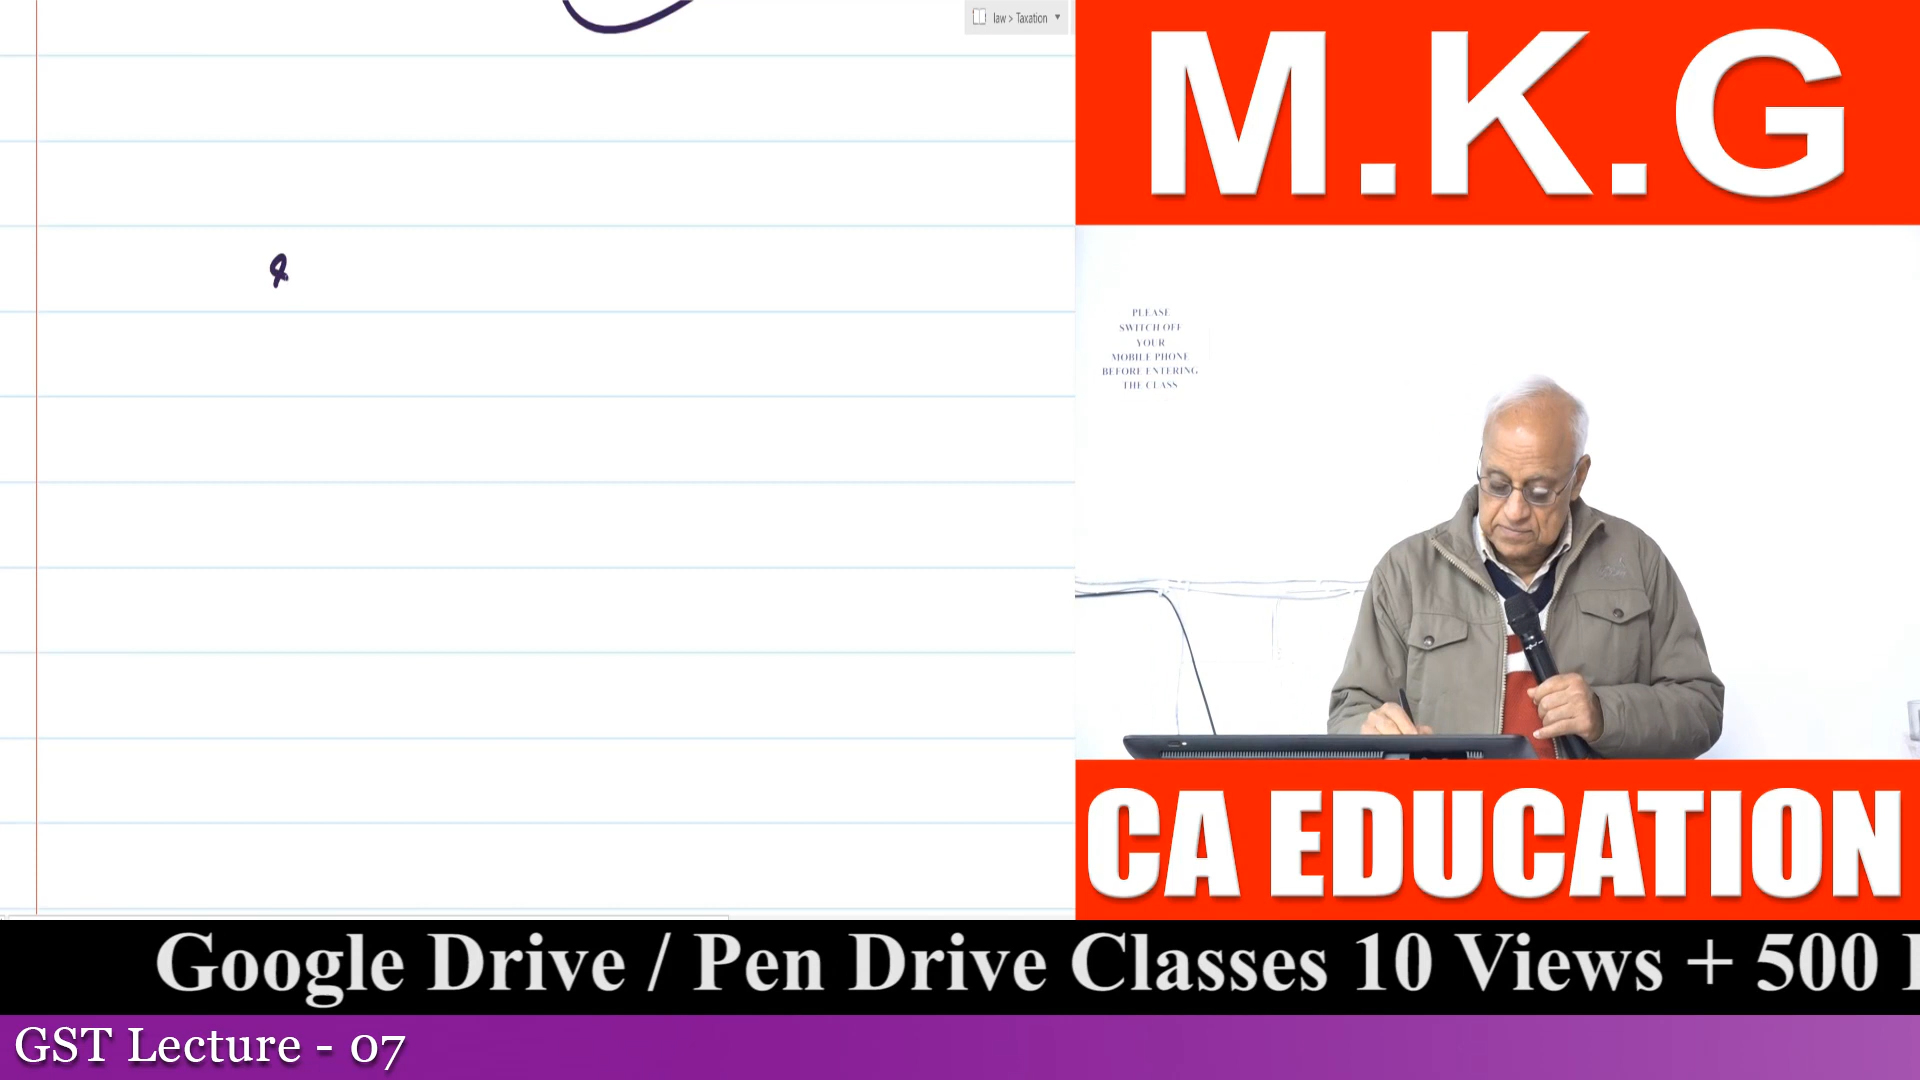 law > Taxation
M.K.G
PLEASE
SWITCH OFF
YOUR
MOBILE PHONE
BEFORE ENTERING
THE CLASS
CA EDUCATION
Google Drive / Pen Drive Classes 10 Views + 500
GST Lecture - 07